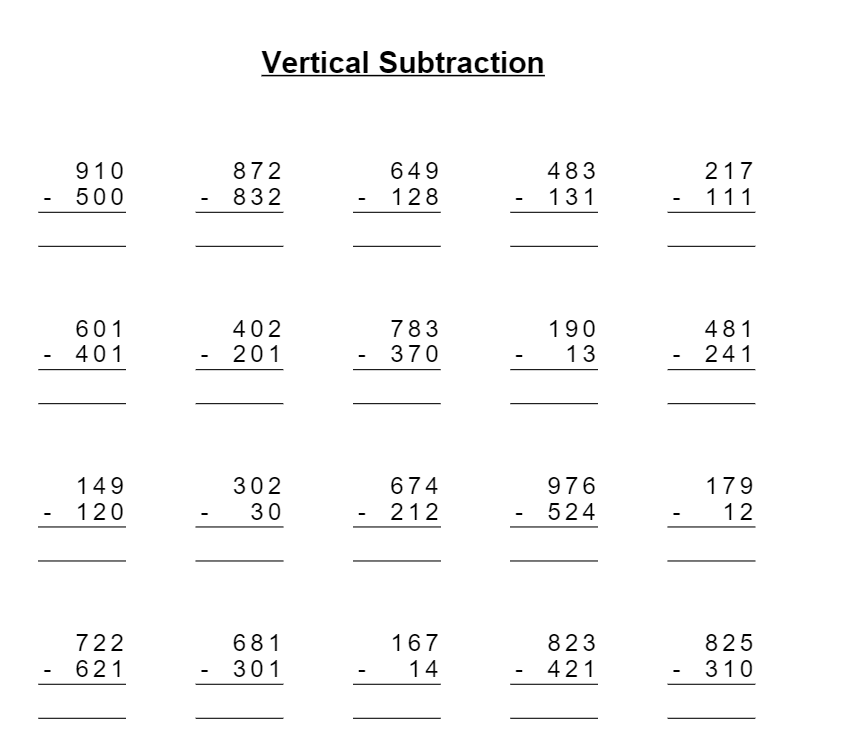 Vertical Subtraction
910 872 649 483 217
- 500 - 832 - 128 - 131 - 111
601 402 783 190 481
- 401 - 201 - 370 - 13 - 241
149 302 674 976 179
- 120 - 30 - 212 - 524 - 12
722 681 167 823 825
- 621 - 301 - 14 - 421 - 310